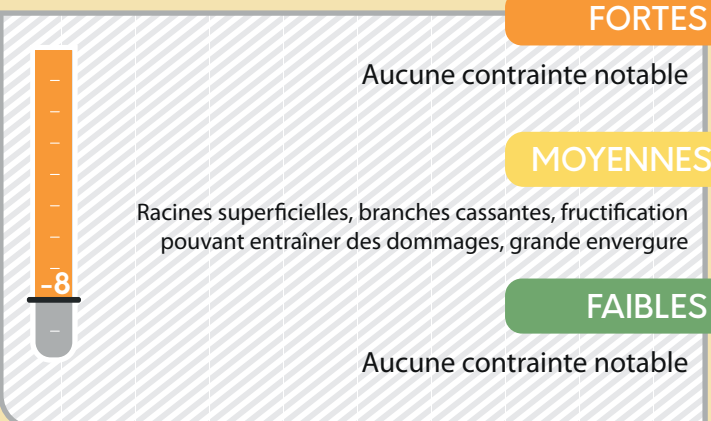 FORTES
Aucune contrainte notable
MOYENNES
Racines superficielles, branches cassantes, fructification
pouvant entraîner des dommages, grande envergure
-8
FAIBLES
Aucune contrainte notable